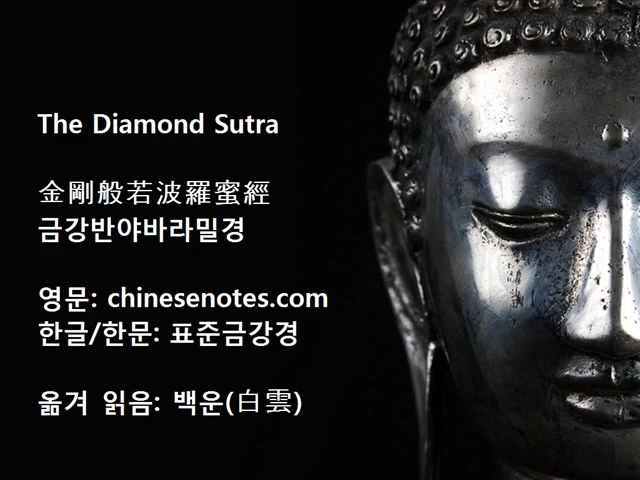 The Diamond Sutra
金剛般若波羅蜜經
금강반야바라밀경
영문: chinesenotes.com
한글/한문: 표준금강경
옮겨 읽음: 백운(白雲)